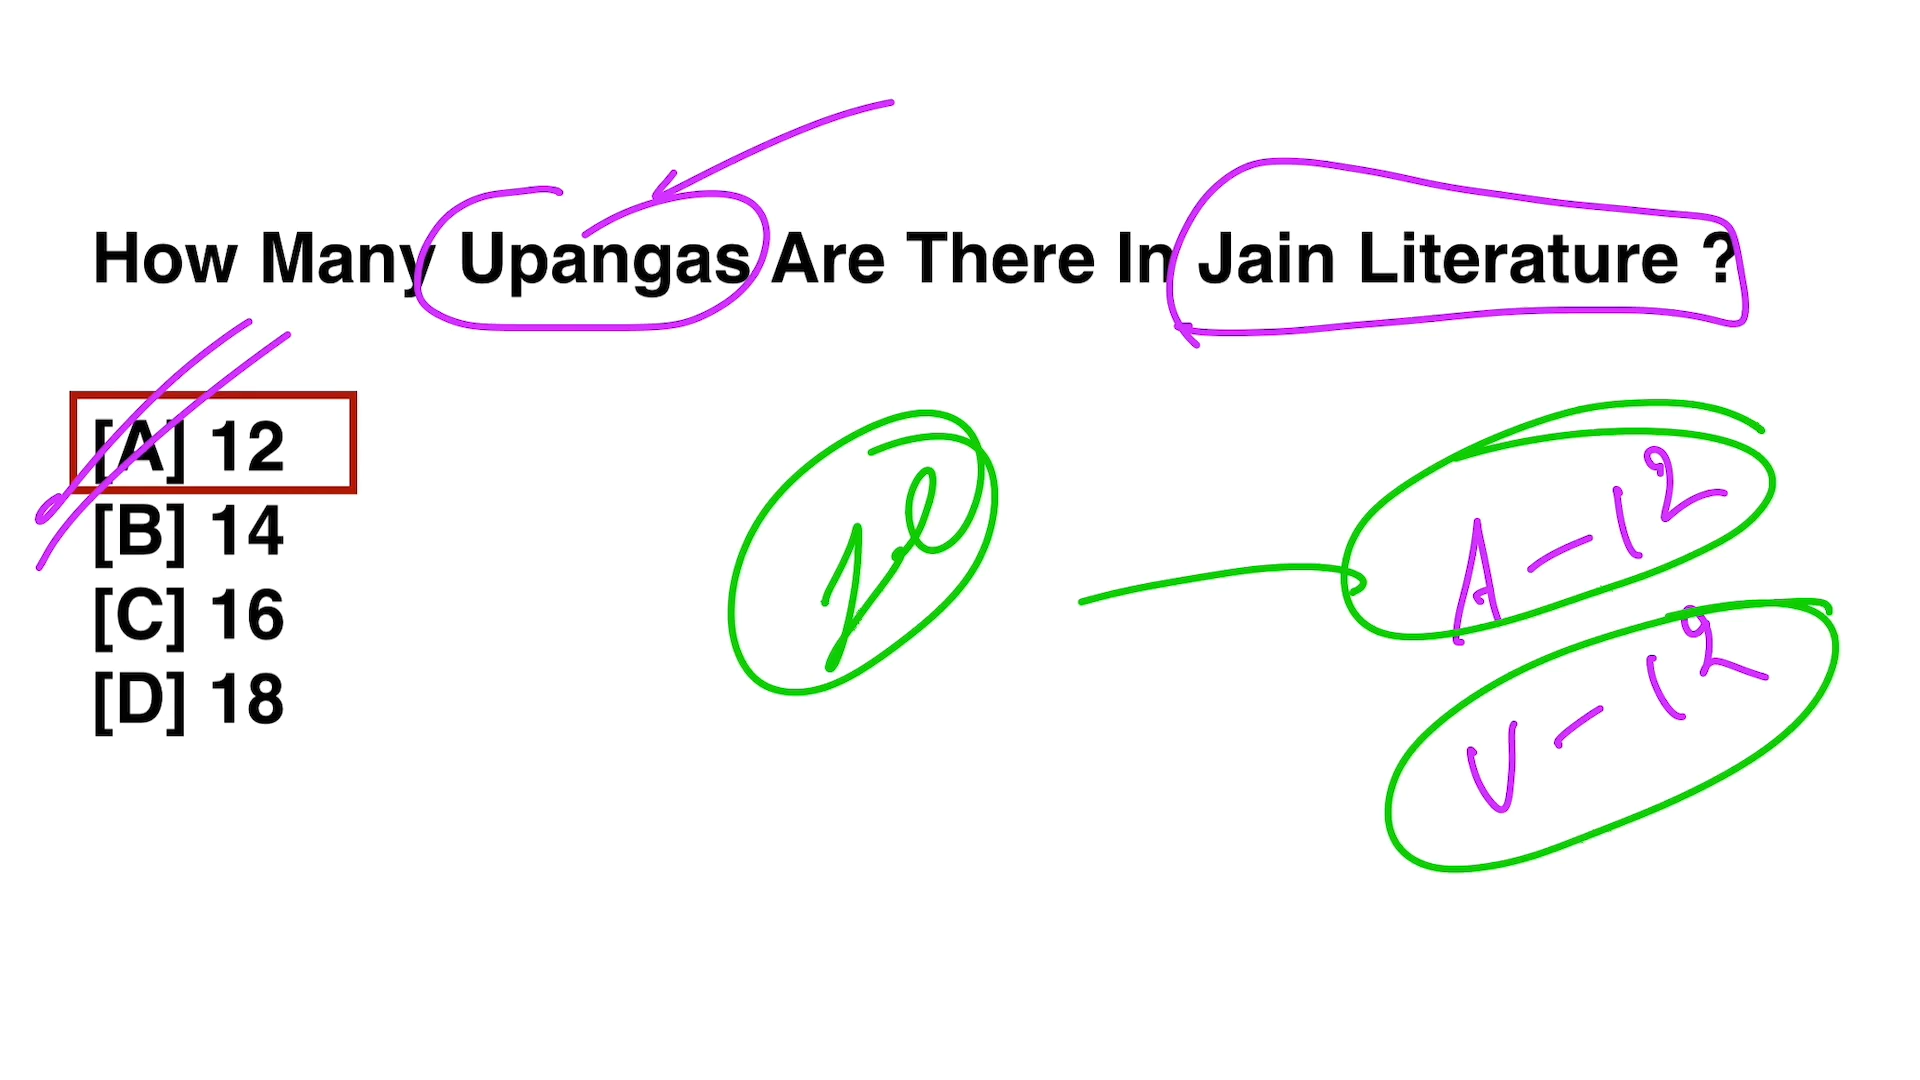 How Many Upangas Are There In Jain Literature ?
[A] 12
[B] 14
[C] 16
[D] 18
A - 12
U - 12